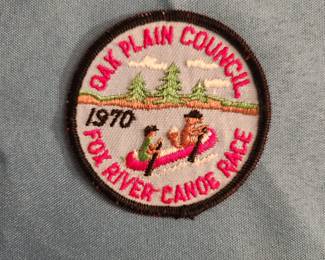 OAK PLAIN COUNCIL
1970
FOX RIVER CANOE RACE